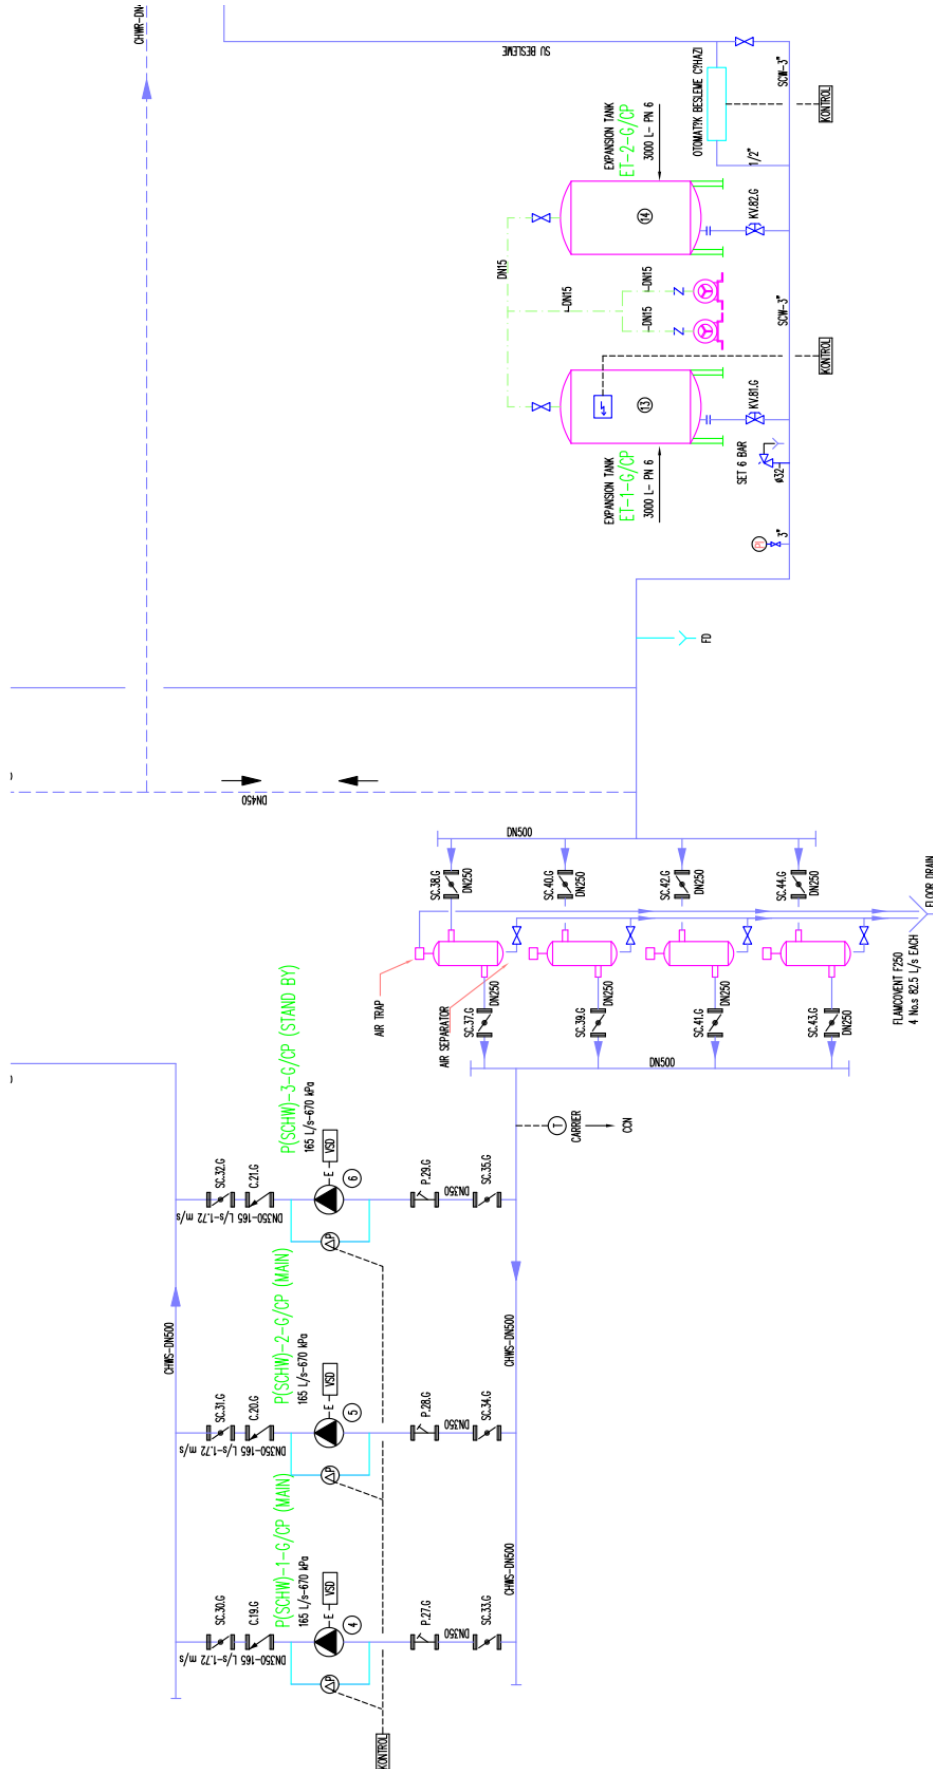 CHWR-DN
SU BESLEME
SCW-3"
OTOMAT?K BESLEME C?HAZI
KONTROL
1/2"
EXPANSION TANK
ET-2-G/CP
3000 L- PN 6
14
KV.82.G
DN15
DN15
DN15
DN15
SCW-3"
KONTROL
13
KV.81.G
EXPANSION TANK
ET-1-G/CP
3000 L- PN 6
SET 6 BAR
ø32
3"
FD
DN450
DN500
SC.38.G
DN250
SC.40.G
DN250
SC.42.G
DN250
SC.44.G
DN250
FLOOR DRAIN
AIR TRAP
AIR SEPARATOR
FLAMCOVENT F250
4 No.s 82.5 L/s EACH
SC.37.G
DN250
SC.39.G
DN250
SC.41.G
DN250
SC.43.G
DN250
DN500
T
CARRIER
CCN
P(SCHW)-3-G/CP (STAND BY)
165 L/s-670 kPa
SC.32.G
C.21.G
DN350-165 L/s-1.72 m/s
E
VSD
6
ΔP
P.29.G
DN350
SC.35.G
CHWS-DN500
CHWS-DN500
P(SCHW)-2-G/CP (MAIN)
165 L/s-670 kPa
SC.31.G
C.20.G
DN350-165 L/s-1.72 m/s
E
VSD
5
ΔP
P.28.G
DN350
SC.34.G
CHWS-DN500
P(SCHW)-1-G/CP (MAIN)
165 L/s-670 kPa
SC.30.G
C.19.G
DN350-165 L/s-1.72 m/s
E
VSD
4
ΔP
P.27.G
DN350
SC.33.G
KONTROL